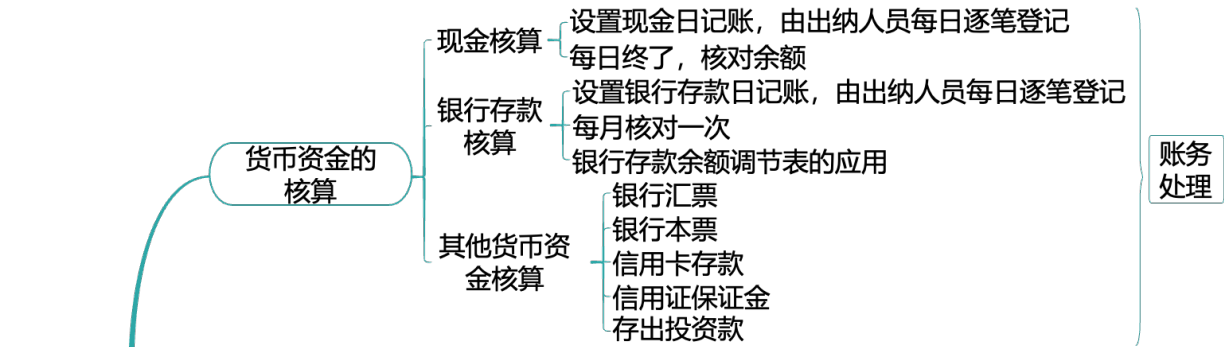 货币资金的
核算
现金核算
设置现金日记账，由出纳人员每日逐笔登记
每日终了，核对余额
银行存款
核算
设置银行存款日记账，由出纳人员每日逐笔登记
每月核对一次
银行存款余额调节表的应用
其他货币资
金核算
银行汇票
银行本票
信用卡存款
信用证保证金
存出投资款
账务
处理